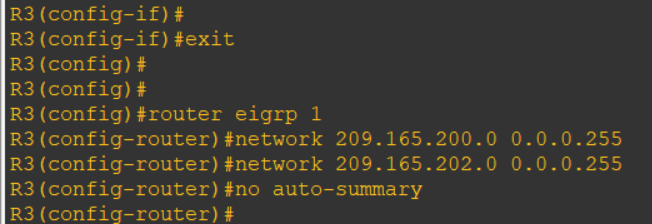 R3(config-if)#
R3(config-if)#exit
R3(config)#
R3(config)#
R3(config)#router eigrp 1
R3(config-router)#network 209.165.200.0 0.0.0.255
R3(config-router)#network 209.165.202.0 0.0.0.255
R3(config-router)#no auto-summary
R3(config-router)#